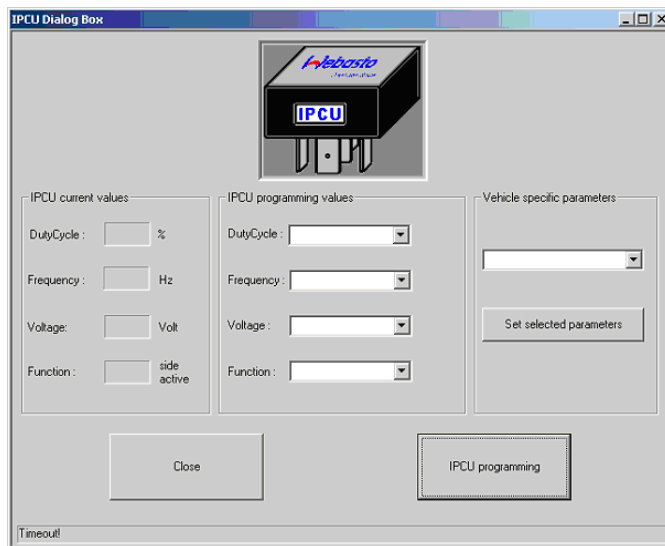 IPCU Dialog Box
Webasto
IPCU
IPCU current values
DutyCycle : %
Frequency : Hz
Voltage: Volt
Function : side active
IPCU programming values
DutyCycle :
Frequency :
Voltage :
Function :
Vehicle specific parameters
Set selected parameters
Close
IPCU programming
Timeout!